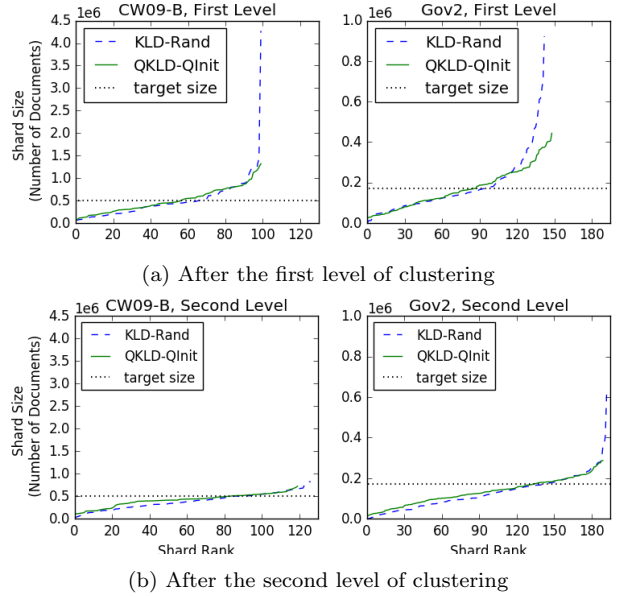 CW09-B, First Level
1e6
4.5
4.0
3.5
3.0
2.5
2.0
1.5
1.0
0.5
0.0
Shard Size
(Number of Documents)
KLD-Rand
QKLD-QInit
target size
0 20 40 60 80 100 120
Gov2, First Level
1e6
1.0
0.8
0.6
0.4
0.2
0.0
KLD-Rand
QKLD-QInit
target size
0 30 60 90 120 150 180
(a) After the first level of clustering
CW09-B, Second Level
1e6
4.5
4.0
3.5
3.0
2.5
2.0
1.5
1.0
0.5
0.0
Shard Size
(Number of Documents)
KLD-Rand
QKLD-QInit
target size
0 20 40 60 80 100 120
Shard Rank
Gov2, Second Level
1e6
1.0
0.8
0.6
0.4
0.2
0.0
KLD-Rand
QKLD-QInit
target size
0 30 60 90 120 150 180
Shard Rank
(b) After the second level of clustering